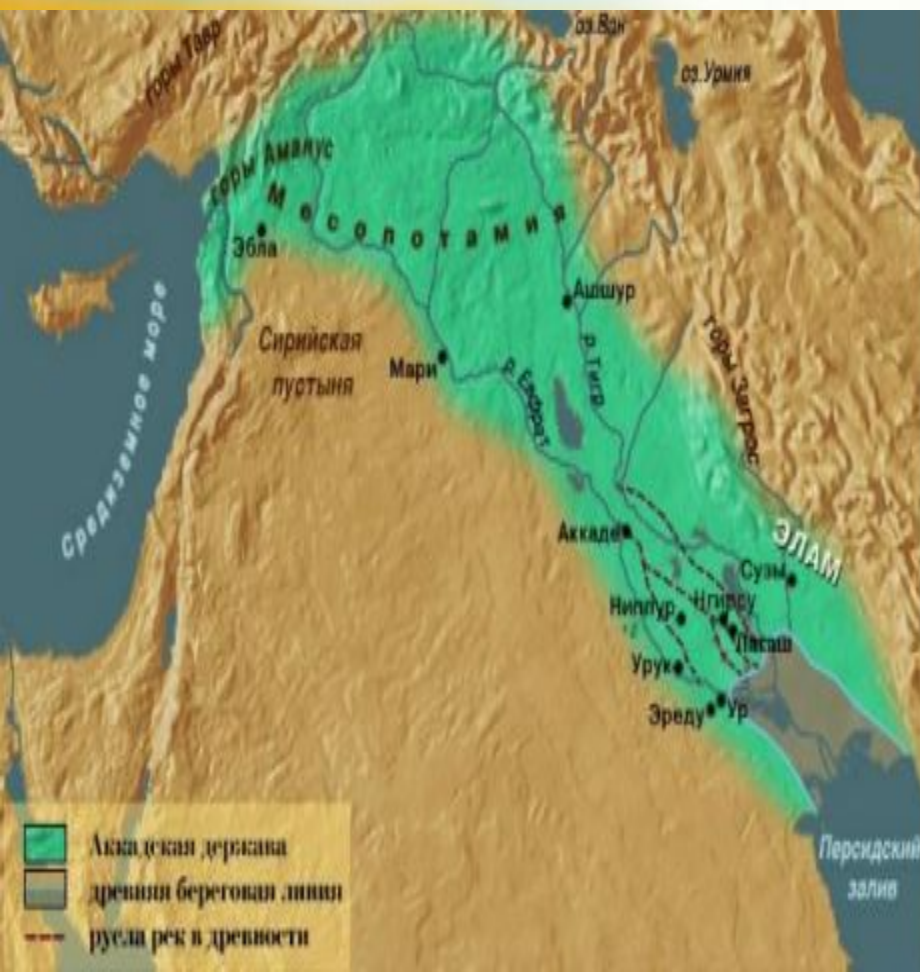 оз.Ван
горы Тавр
оз.Урмия
горы Аманус
Месопотамия
Эбла
Ашшур
Сирийская
пустыня
Мари
р.Евфрат
р.Тигр
горы Загрос
Средиземное море
Аккаде
ЭЛАМ
Сузы
Ниппур
Нгирсу
Лагаш
Урук
Эреду
Ур
Персидский
залив
Аккадская держава
древняя береговая линия
русла рек в древности